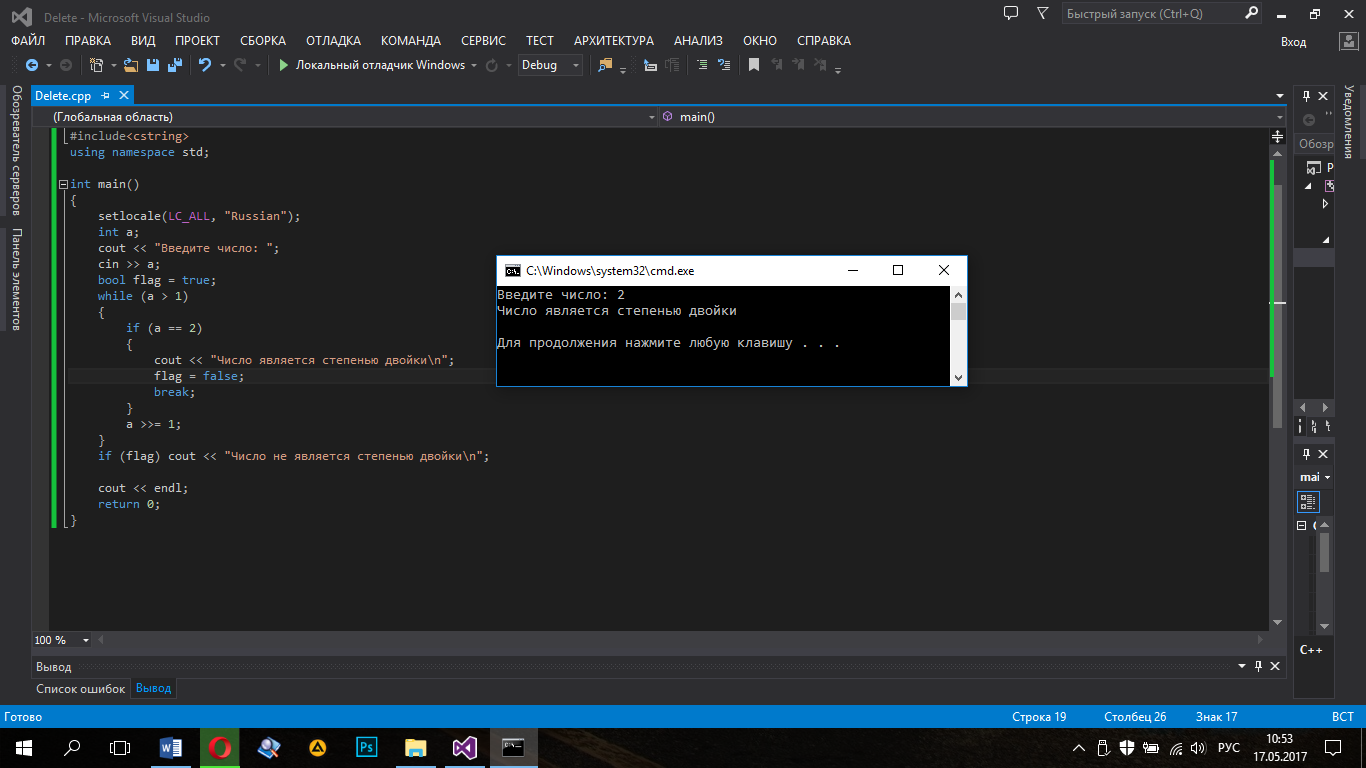 Delete - Microsoft Visual Studio
Быстрый запуск (Ctrl+Q)
ФАЙЛ ПРАВКА ВИД ПРОЕКТ СБОРКА ОТЛАДКА КОМАНДА СЕРВИС ТЕСТ АРХИТЕКТУРА АНАЛИЗ ОКНО СПРАВКА
Вход
Локальный отладчик Windows
Debug
Обозреватель серверов
Панель элементов
Delete.cpp
(Глобальная область)
main()
#include<cstring>
using namespace std;
int main()
{
setlocale(LC_ALL, "Russian");
int a;
cout << "Введите число: ";
cin >> a;
bool flag = true;
while (a > 1)
{
if (a == 2)
{
cout << "Число является степенью двойки\n";
flag = false;
break;
}
a >>= 1;
}
if (flag) cout << "Число не является степенью двойки\n";
cout << endl;
return 0;
}
C:\Windows\system32\cmd.exe
Введите число: 2
Число является степенью двойки
Для продолжения нажмите любую клавишу . . .
Уведомления
Обозр
P
mai
C++
100 %
Вывод
Список ошибок Вывод
Готово
Строка 19 Столбец 26 Знак 17 ВСТ
Ps
РУС
10:53
17.05.2017